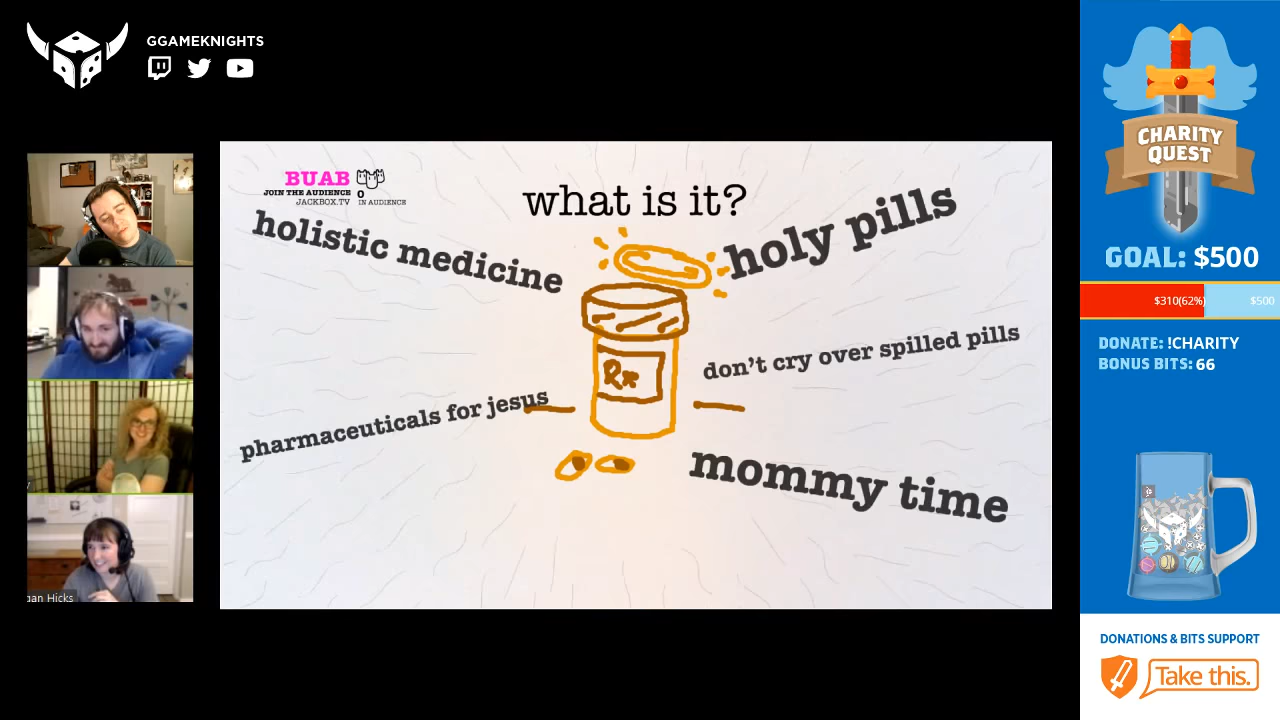 GGAMEKNIGHTS
BUAB
JOIN THE AUDIENCE
JACKBOX.TV
0
IN AUDIENCE
what is it?
holistic medicine
holy pills
don't cry over spilled pills
pharmaceuticals for jesus
mommy time
Rx
gan Hicks
CHARITY
QUEST
GOAL: $500
$310(62%)
$500
DONATE: !CHARITY
BONUS BITS: 66
DONATIONS & BITS SUPPORT
Take this.